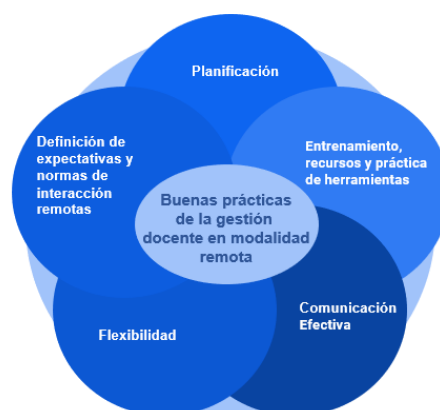 Planificación
Definición de
expectativas y
normas de
interacción
remotas
Entrenamiento,
recursos y práctica
de herramientas
Buenas prácticas
de la gestión
docente en modalidad
remota
Flexibilidad
Comunicación
Efectiva